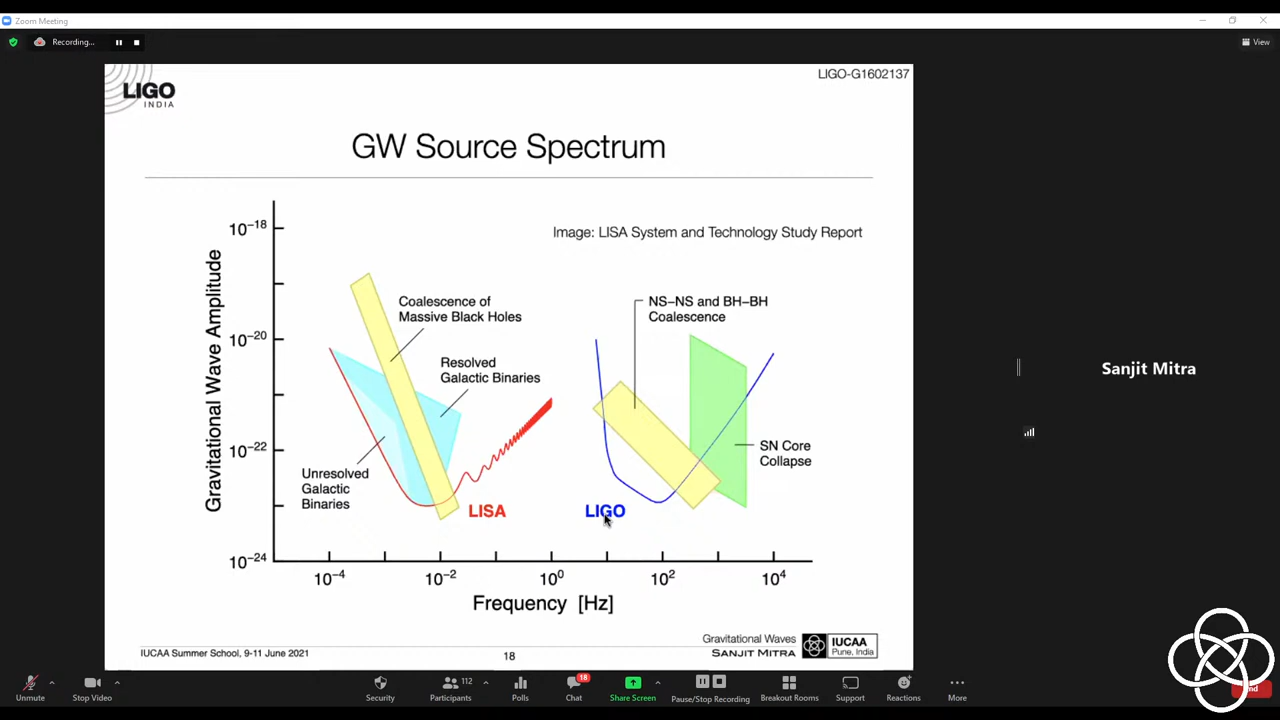 Zoom Meeting
Recording...
View
LIGO
INDIA
LIGO-G1602137
GW Source Spectrum
Image: LISA System and Technology Study Report
Gravitational Wave Amplitude
10⁻¹⁸
10⁻²⁰
10⁻²²
10⁻²⁴
Coalescence of
Massive Black Holes
Resolved
Galactic Binaries
Unresolved
Galactic
Binaries
LISA
NS–NS and BH–BH
Coalescence
SN Core
Collapse
LIGO
10⁻⁴
10⁻²
10⁰
10²
10⁴
Frequency [Hz]
Sanjit Mitra
IUCAA Summer School, 9-11 June 2021
18
Gravitational Waves
SANJIT MITRA
IUCAA
Pune, India
Unmute
Stop Video
Security
112
Participants
Polls
18
Chat
Share Screen
Pause/Stop Recording
Breakout Rooms
Support
Reactions
More